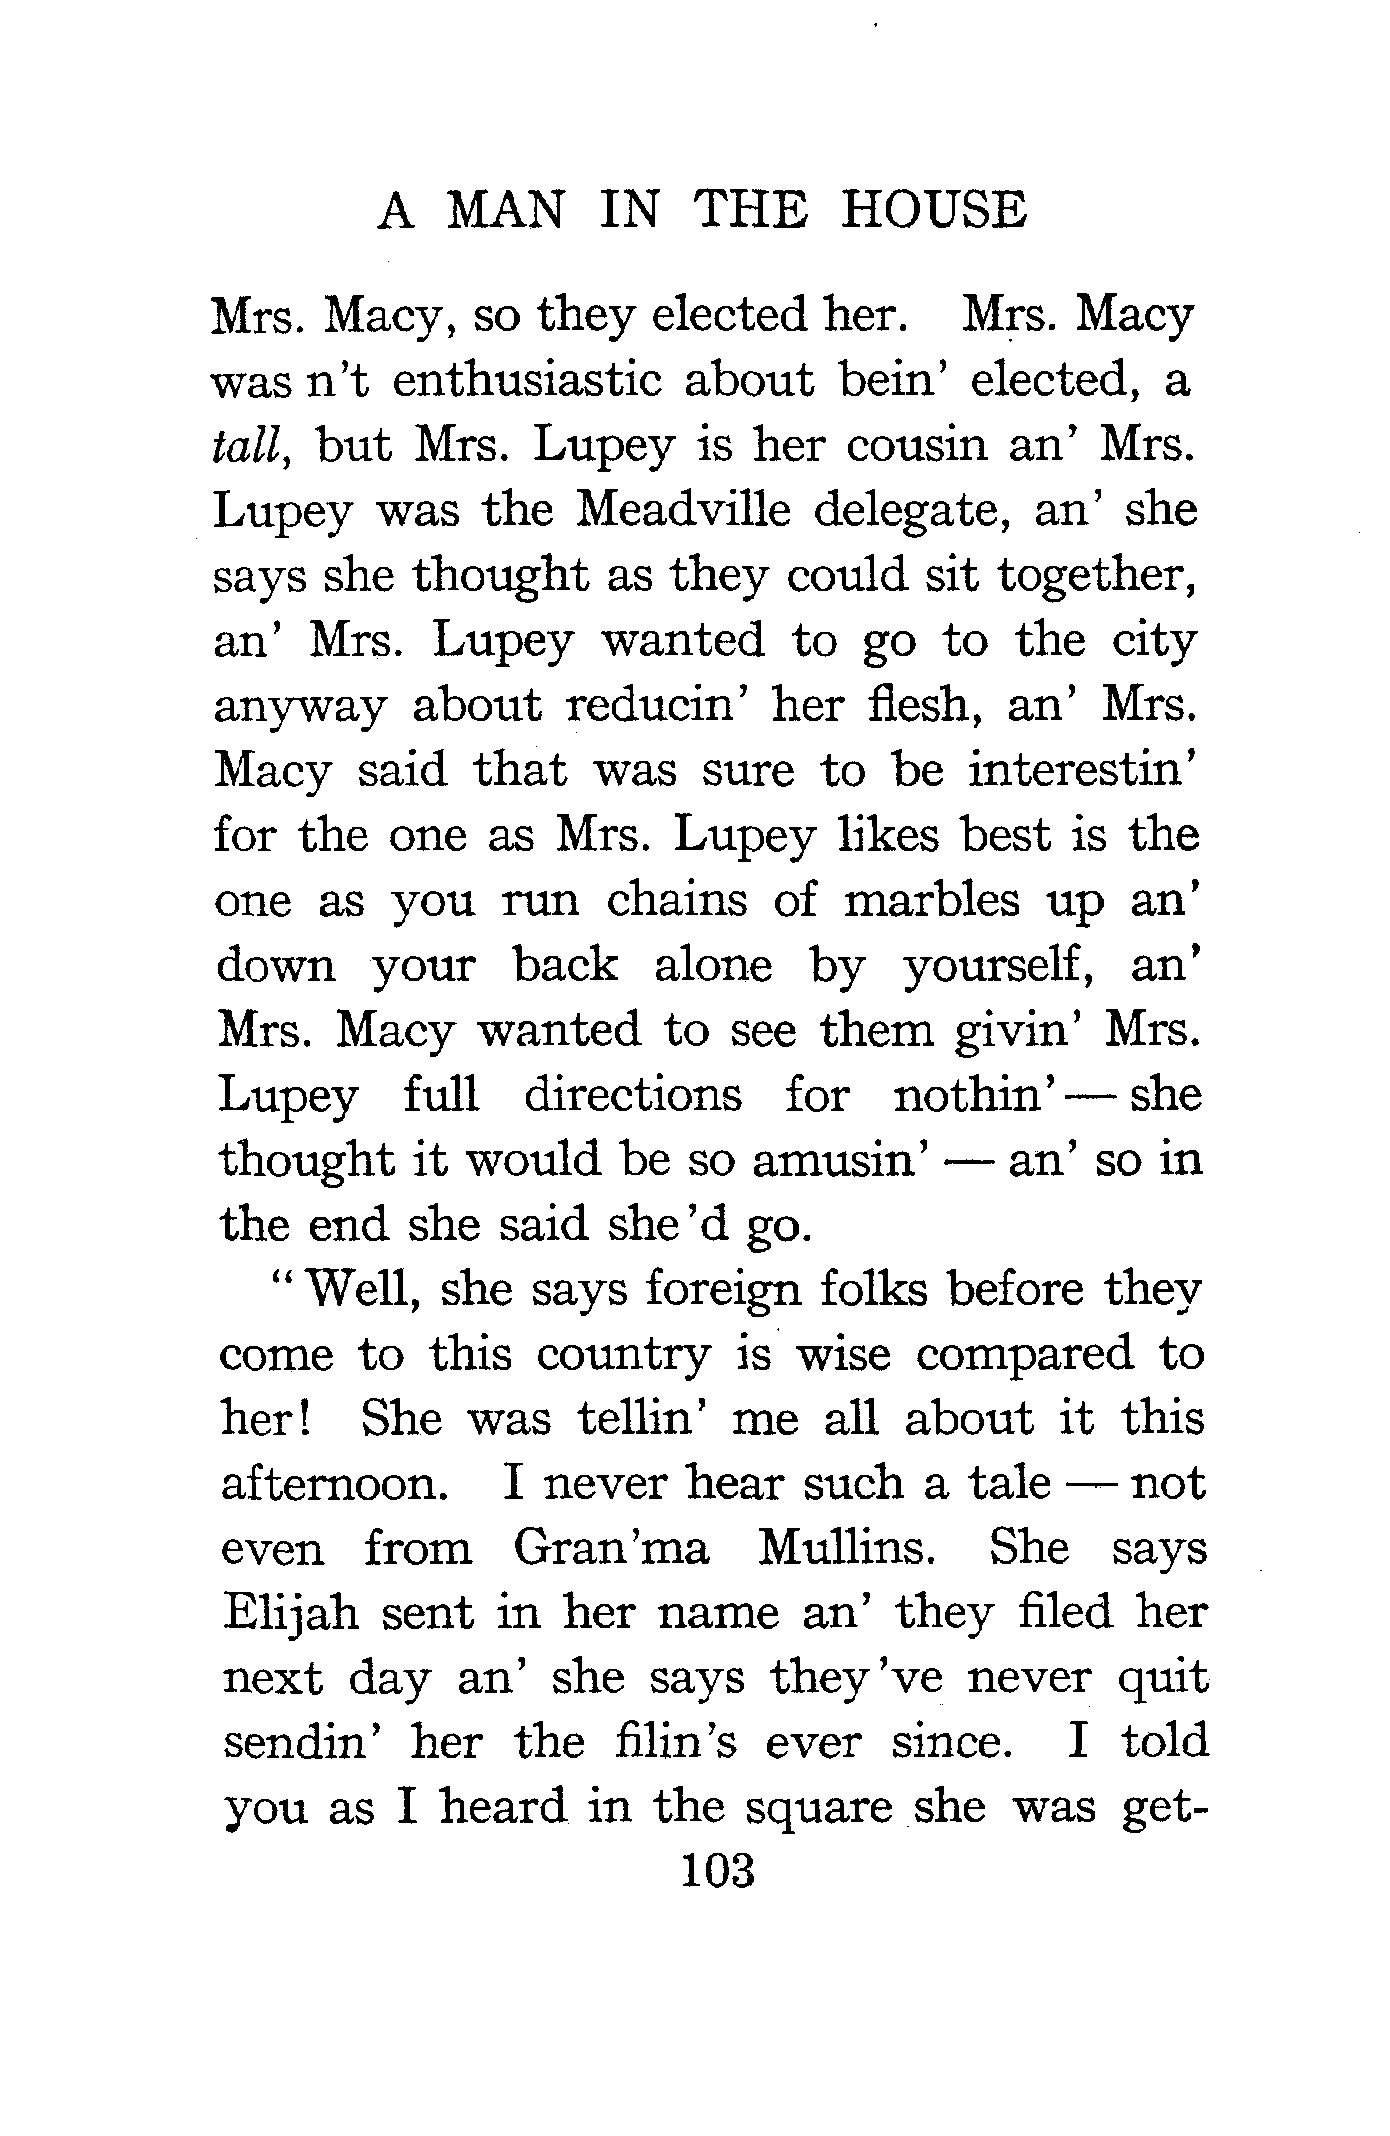 A MAN IN THE HOUSE
Mrs. Macy, so they elected her. Mrs. Macy
was n't enthusiastic about bein' elected, a
tall, but Mrs. Lupey is her cousin an' Mrs.
Lupey was the Meadville delegate, an' she
says she thought as they could sit together,
an' Mrs. Lupey wanted to go to the city
anyway about reducin' her flesh, an' Mrs.
Macy said that was sure to be interestin'
for the one as Mrs. Lupey likes best is the
one as you run chains of marbles up an'
down your back alone by yourself, an'
Mrs. Macy wanted to see them givin' Mrs.
Lupey full directions for nothin' — she
thought it would be so amusin' — an' so in
the end she said she 'd go.
" Well, she says foreign folks before they
come to this country is wise compared to
her! She was tellin' me all about it this
afternoon. I never hear such a tale — not
even from Gran'ma Mullins. She says
Elijah sent in her name an' they filed her
next day an' she says they 've never quit
sendin' her the filin's ever since. I told
you as I heard in the square she was get-
103